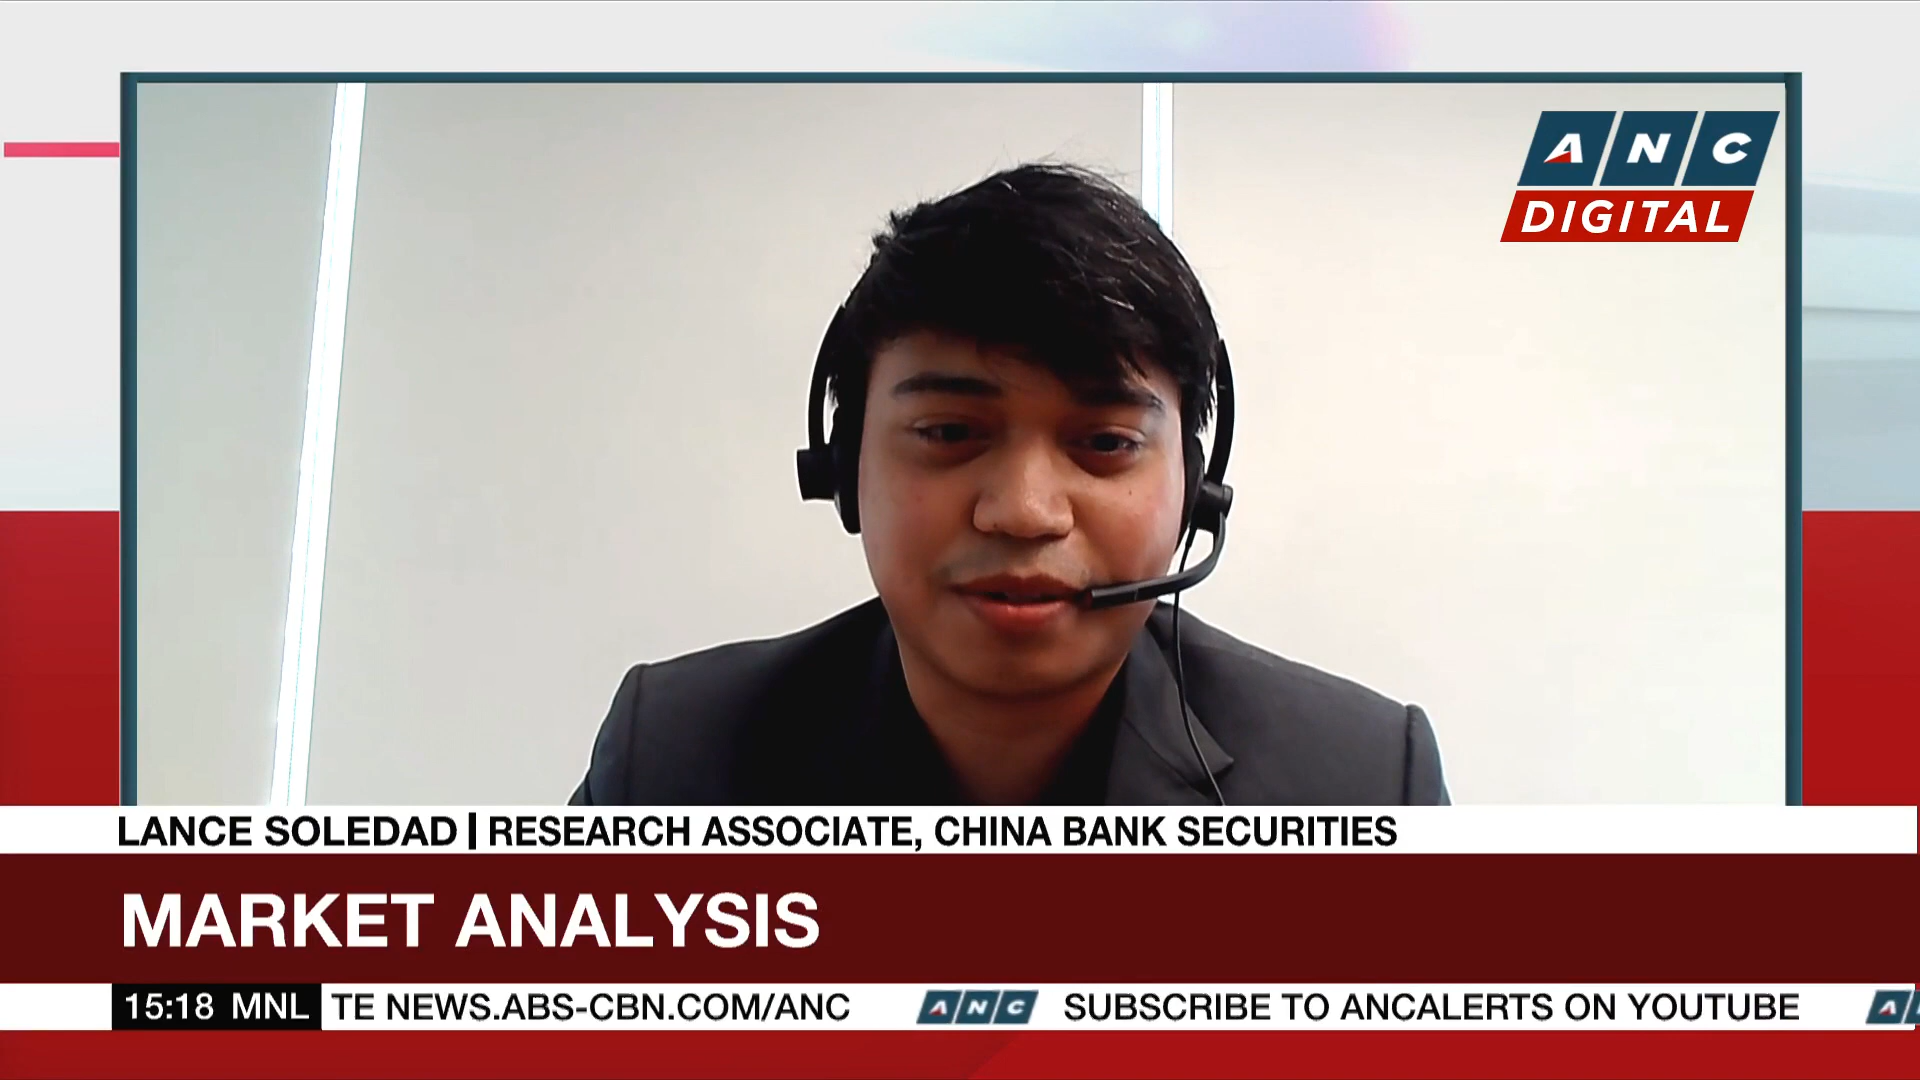 ANC
DIGITAL
LANCE SOLEDAD | RESEARCH ASSOCIATE, CHINA BANK SECURITIES
MARKET ANALYSIS
15:18 MNL TE NEWS.ABS-CBN.COM/ANC ANC SUBSCRIBE TO ANCALERTS ON YOUTUBE A